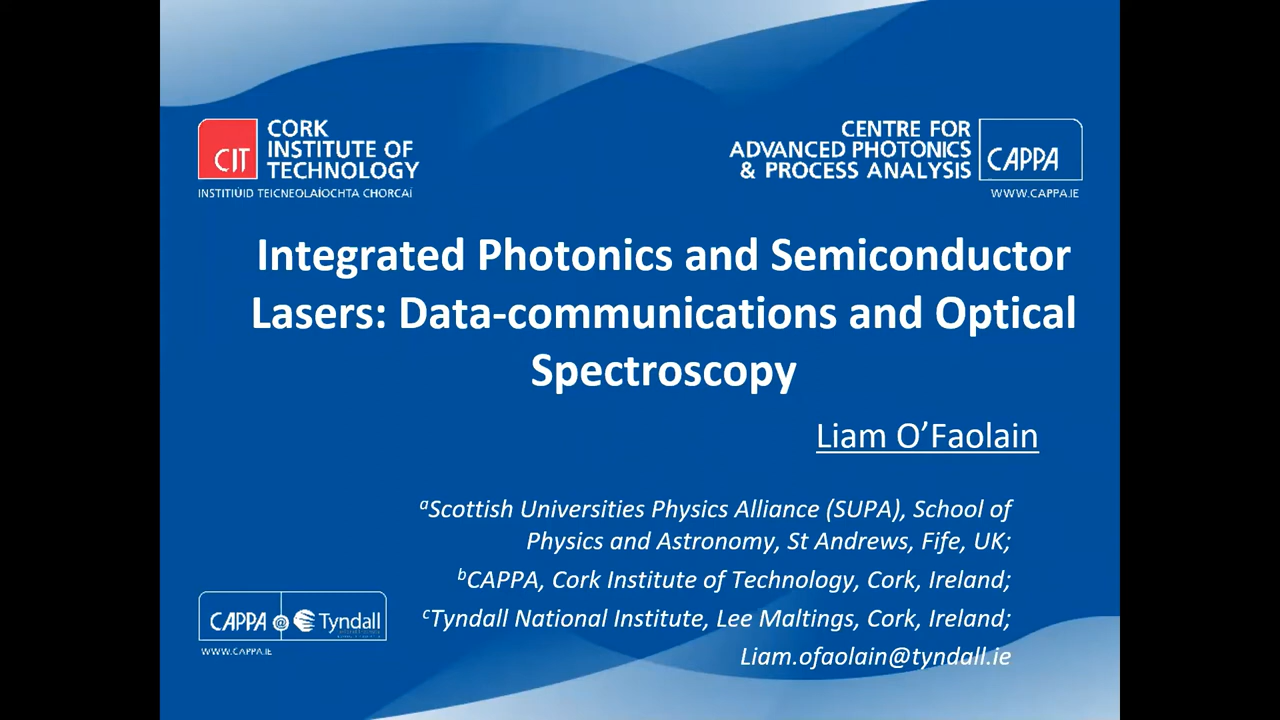 CORK
INSTITUTE OF
TECHNOLOGY
CIT
INSTITIÚID TEICNEOLAÍOCHTA CHORCAÍ
CENTRE FOR
ADVANCED PHOTONICS
& PROCESS ANALYSIS
CAPPA
WWW.CAPPA.IE
Integrated Photonics and Semiconductor
Lasers: Data-communications and Optical
Spectroscopy
Liam O'Faolain
aScottish Universities Physics Alliance (SUPA), School of
Physics and Astronomy, St Andrews, Fife, UK;
bCAPPA, Cork Institute of Technology, Cork, Ireland;
cTyndall National Institute, Lee Maltings, Cork, Ireland;
Liam.ofaolain@tyndall.ie
CAPPA @ Tyndall
WWW.CAPPA.IE